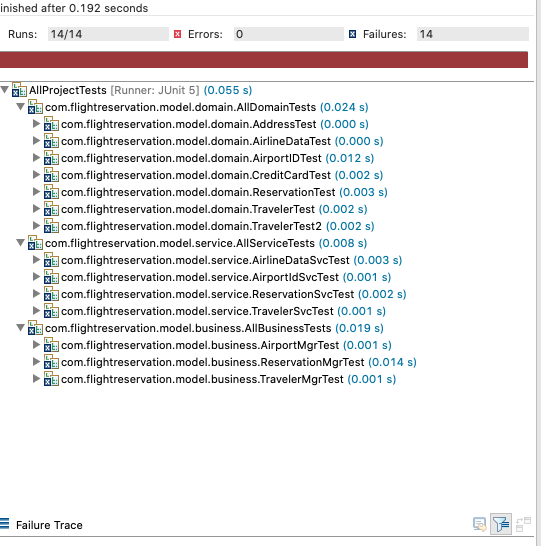 inished after 0.192 seconds
Runs: 14/14 Errors: 0 Failures: 14
AllProjectTests [Runner: JUnit 5] (0.055 s)
com.flightreservation.model.domain.AllDomainTests (0.024 s)
com.flightreservation.model.domain.AddressTest (0.000 s)
com.flightreservation.model.domain.AirlineDataTest (0.000 s)
com.flightreservation.model.domain.AirportIDTest (0.012 s)
com.flightreservation.model.domain.CreditCardTest (0.002 s)
com.flightreservation.model.domain.ReservationTest (0.003 s)
com.flightreservation.model.domain.TravelerTest (0.002 s)
com.flightreservation.model.domain.TravelerTest2 (0.002 s)
com.flightreservation.model.service.AllServiceTests (0.008 s)
com.flightreservation.model.service.AirlineDataSvcTest (0.003 s)
com.flightreservation.model.service.AirportIdSvcTest (0.001 s)
com.flightreservation.model.service.ReservationSvcTest (0.002 s)
com.flightreservation.model.service.TravelerSvcTest (0.001 s)
com.flightreservation.model.business.AllBusinessTests (0.019 s)
com.flightreservation.model.business.AirportMgrTest (0.001 s)
com.flightreservation.model.business.ReservationMgrTest (0.014 s)
com.flightreservation.model.business.TravelerMgrTest (0.001 s)
Failure Trace